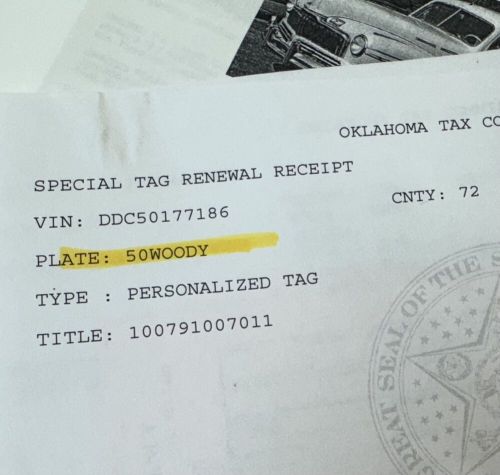 OKLAHOMA TAX CO
SPECIAL TAG RENEWAL RECEIPT
VIN: DDC50177186
CNTY: 72
PLATE: 50WOODY
TYPE : PERSONALIZED TAG
TITLE: 100791007011
REAT SEAL OF THE S